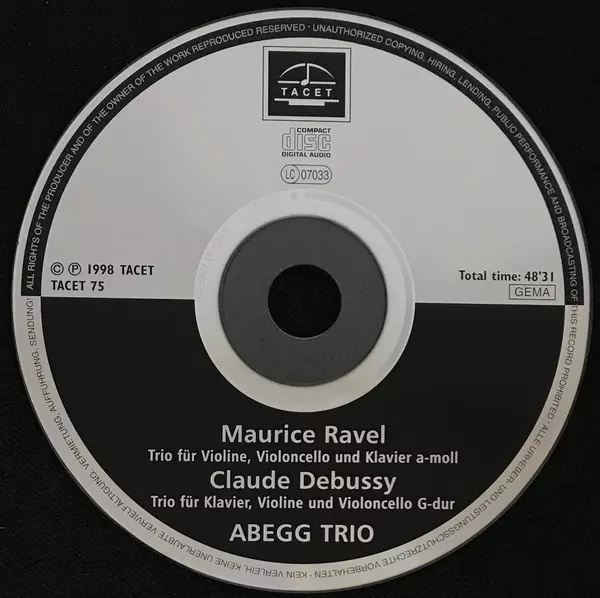 ALL RIGHTS OF THE PRODUCER AND OF THE OWNER OF THE WORK REPRODUCED RESERVED · UNAUTHORIZED COPYING, HIRING, LENDING, PUBLIC PERFORMANCE AND BROADCASTING OF THIS RECORD PROHIBITED · ALLE URHEBER- UND LEISTUNGSSCHUTZRECHTE VORBEHALTEN · KEIN VERLEIH, KEINE UNERLAUBTE VERVIELFÄLTIGUNG, VERMIETUNG, AUFFÜHRUNG, SENDUNG!
TACET
COMPACT
disc
DIGITAL AUDIO
LC 07033
© ℗ 1998 TACET
TACET 75
Total time: 48'31
GEMA
Maurice Ravel
Trio für Violine, Violoncello und Klavier a-moll
Claude Debussy
Trio für Klavier, Violine und Violoncello G-dur
ABEGG TRIO